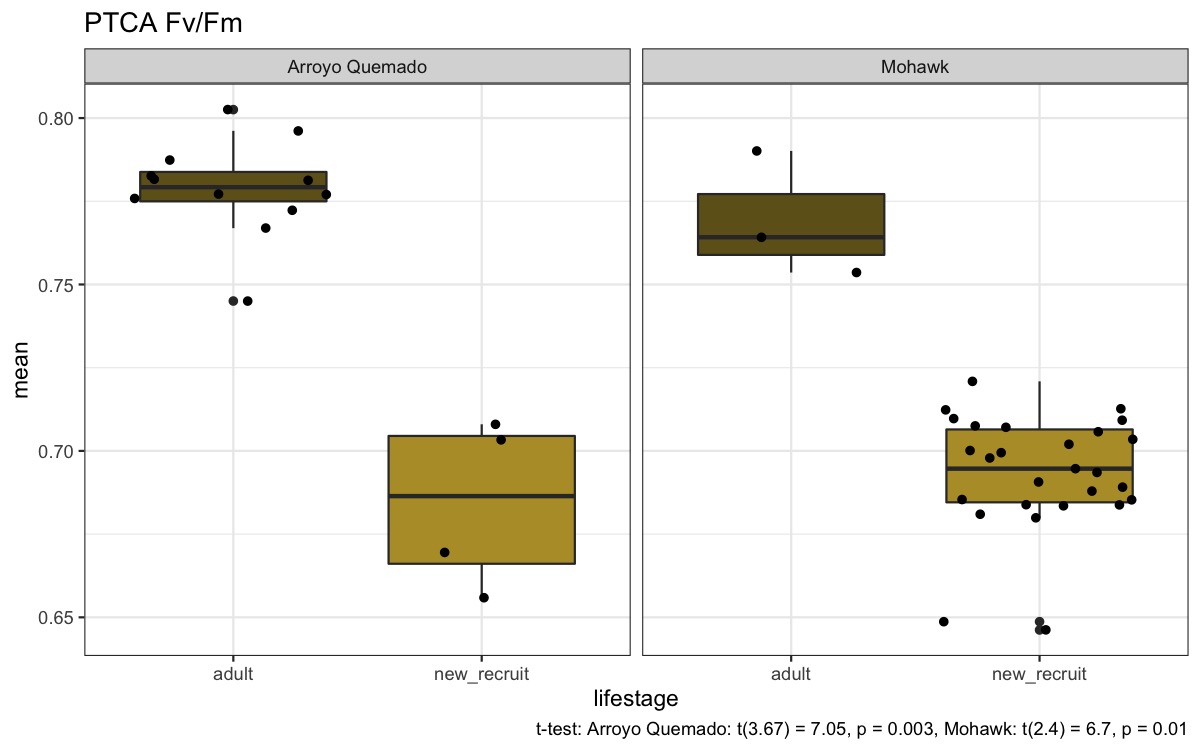 PTCA Fv/Fm
Arroyo Quemado
Mohawk
0.80
0.75
0.70
0.65
mean
adult
new_recruit
adult
new_recruit
lifestage
t-test: Arroyo Quemado: t(3.67) = 7.05, p = 0.003, Mohawk: t(2.4) = 6.7, p = 0.01